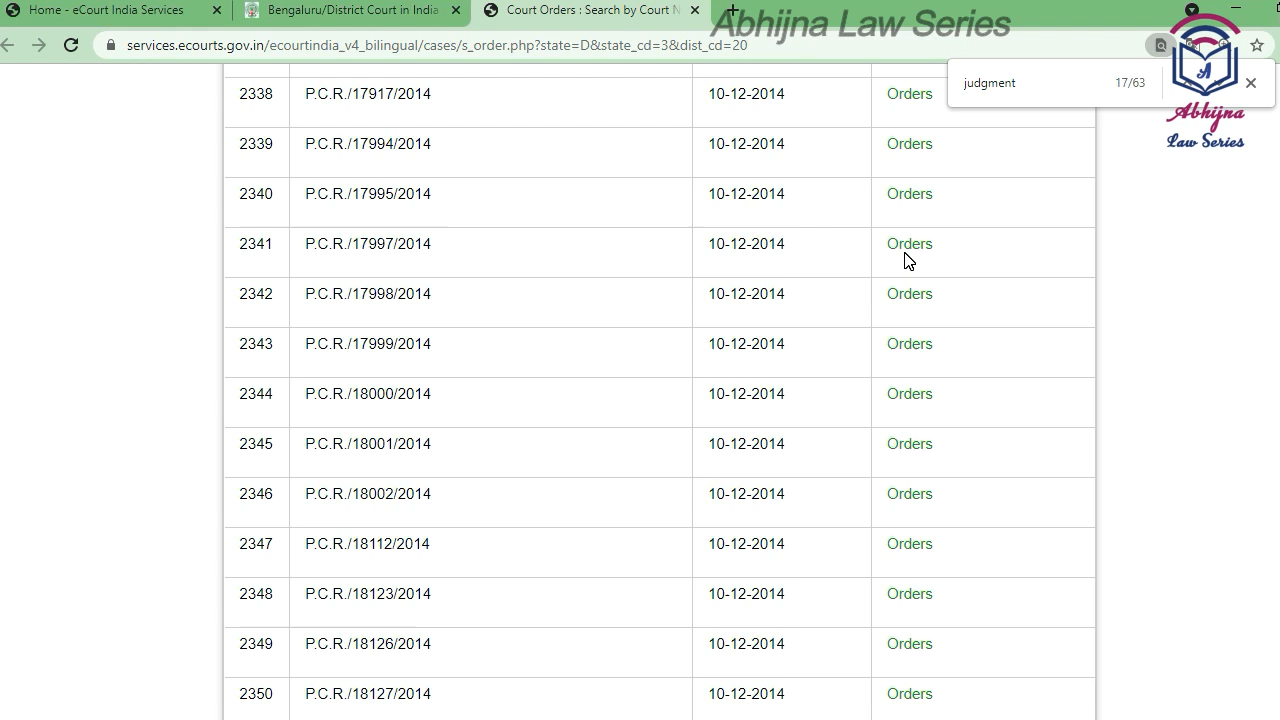 Home - eCourt India Services
Bengaluru/District Court in India
Court Orders : Search by Court N
Abhijna Law Series
services.ecourts.gov.in/ecourtindia_v4_bilingual/cases/s_order.php?state=D&state_cd=3&dist_cd=20
judgment 17/63
A
Abhijna
Law Series
2338 P.C.R./17917/2014 10-12-2014 Orders
2339 P.C.R./17994/2014 10-12-2014 Orders
2340 P.C.R./17995/2014 10-12-2014 Orders
2341 P.C.R./17997/2014 10-12-2014 Orders
2342 P.C.R./17998/2014 10-12-2014 Orders
2343 P.C.R./17999/2014 10-12-2014 Orders
2344 P.C.R./18000/2014 10-12-2014 Orders
2345 P.C.R./18001/2014 10-12-2014 Orders
2346 P.C.R./18002/2014 10-12-2014 Orders
2347 P.C.R./18112/2014 10-12-2014 Orders
2348 P.C.R./18123/2014 10-12-2014 Orders
2349 P.C.R./18126/2014 10-12-2014 Orders
2350 P.C.R./18127/2014 10-12-2014 Orders